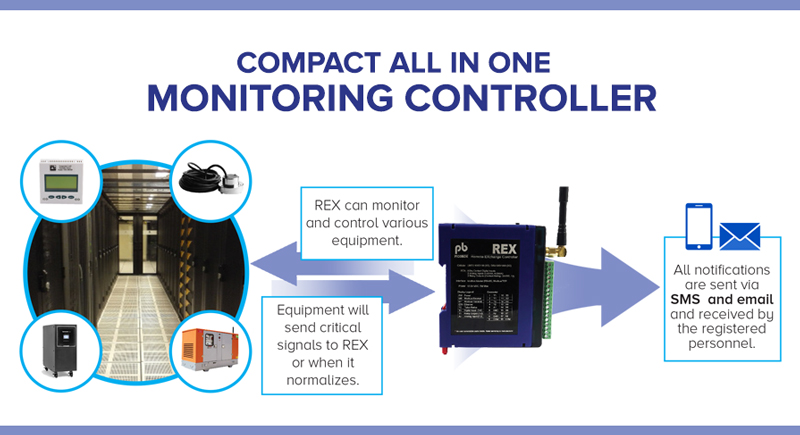 COMPACT ALL IN ONE
MONITORING CONTROLLER
REX can monitor
and control various
equipment.
Equipment will
send critical
signals to REX
or when it
normalizes.
pb
REX
All notifications
are sent via
SMS and email
and received by
the registered
personnel.